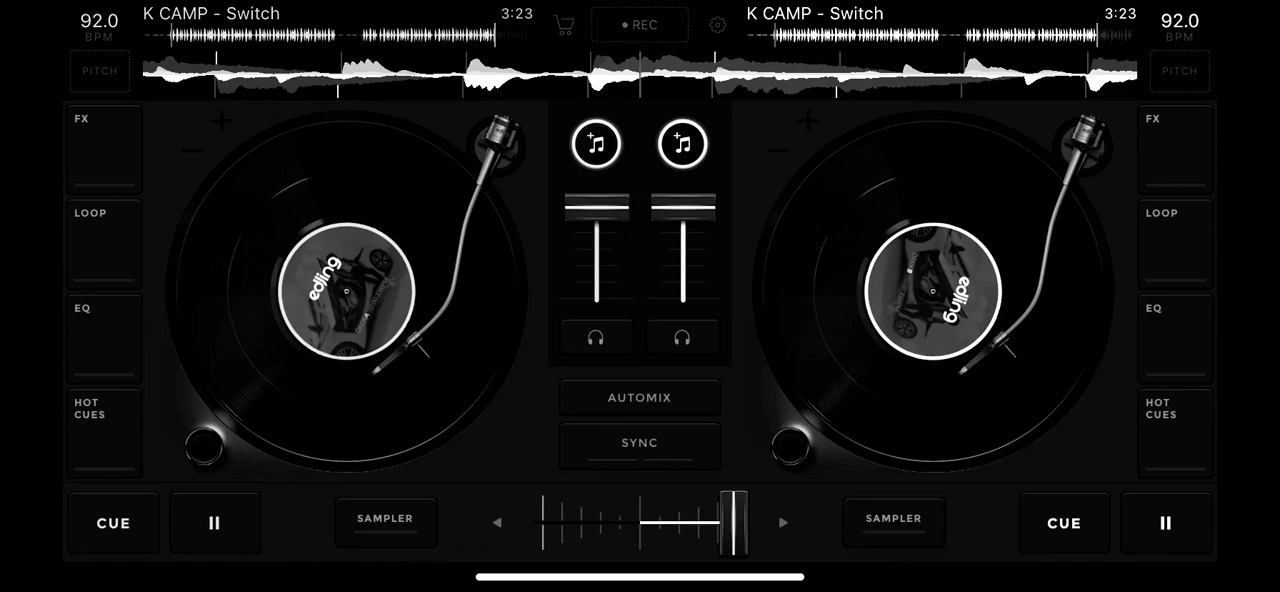 K CAMP - Switch
3:23
92.0
BPM
PITCH
REC
K CAMP - Switch
3:23
92.0
BPM
PITCH
FX
LOOP
EQ
HOT
CUES
edjing
edjing
FX
LOOP
EQ
HOT
CUES
AUTOMIX
SYNC
CUE
SAMPLER
SAMPLER
CUE